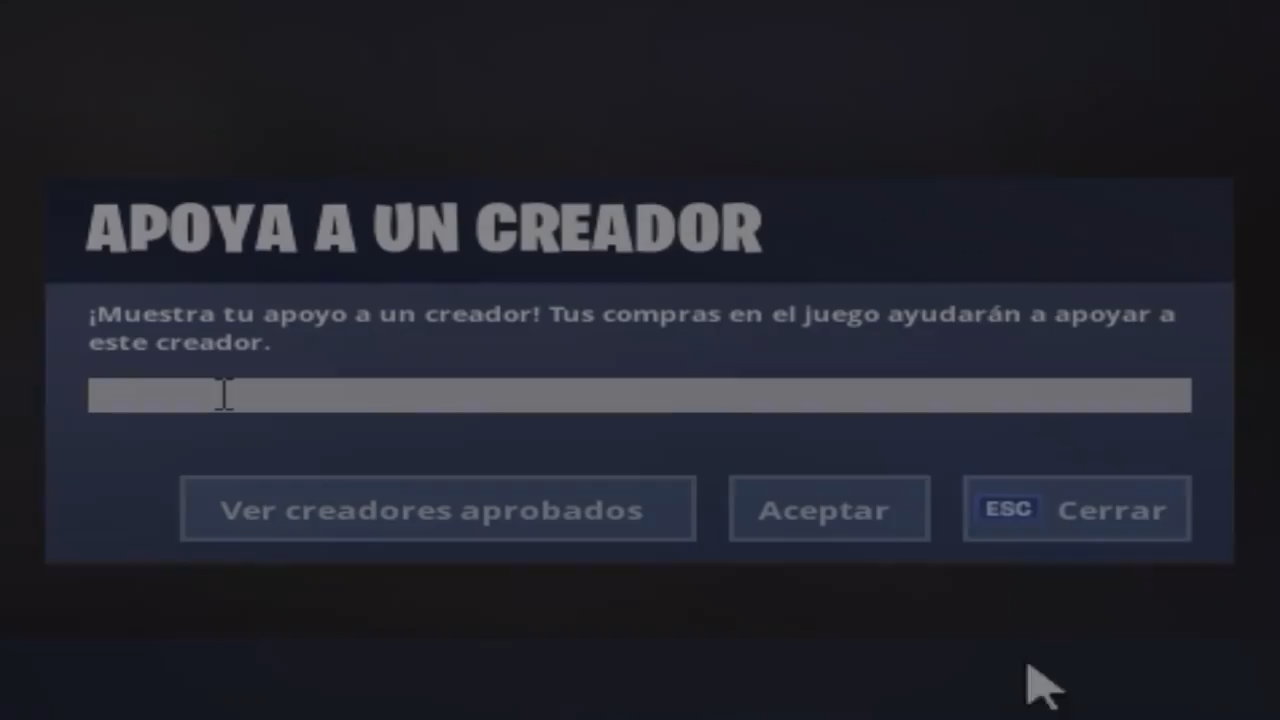 APOYA A UN CREADOR
¡Muestra tu apoyo a un creador! Tus compras en el juego ayudarán a apoyar a
este creador.
Ver creadores aprobados
Aceptar
ESC Cerrar